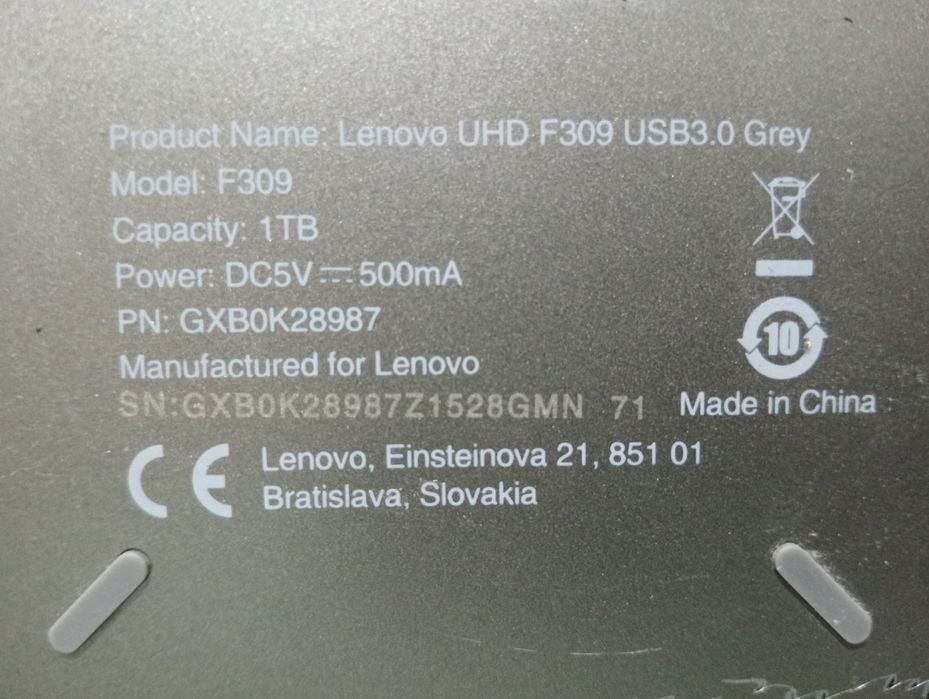 Product Name: Lenovo UHD F309 USB3.0 Grey
Model: F309
Capacity: 1TB
Power: DC5V ⎓ 500mA
PN: GXB0K28987
Manufactured for Lenovo
SN:GXB0K28987Z1528GMN 71
10
Made in China
CE
Lenovo, Einsteinova 21, 851 01
Bratislava, Slovakia